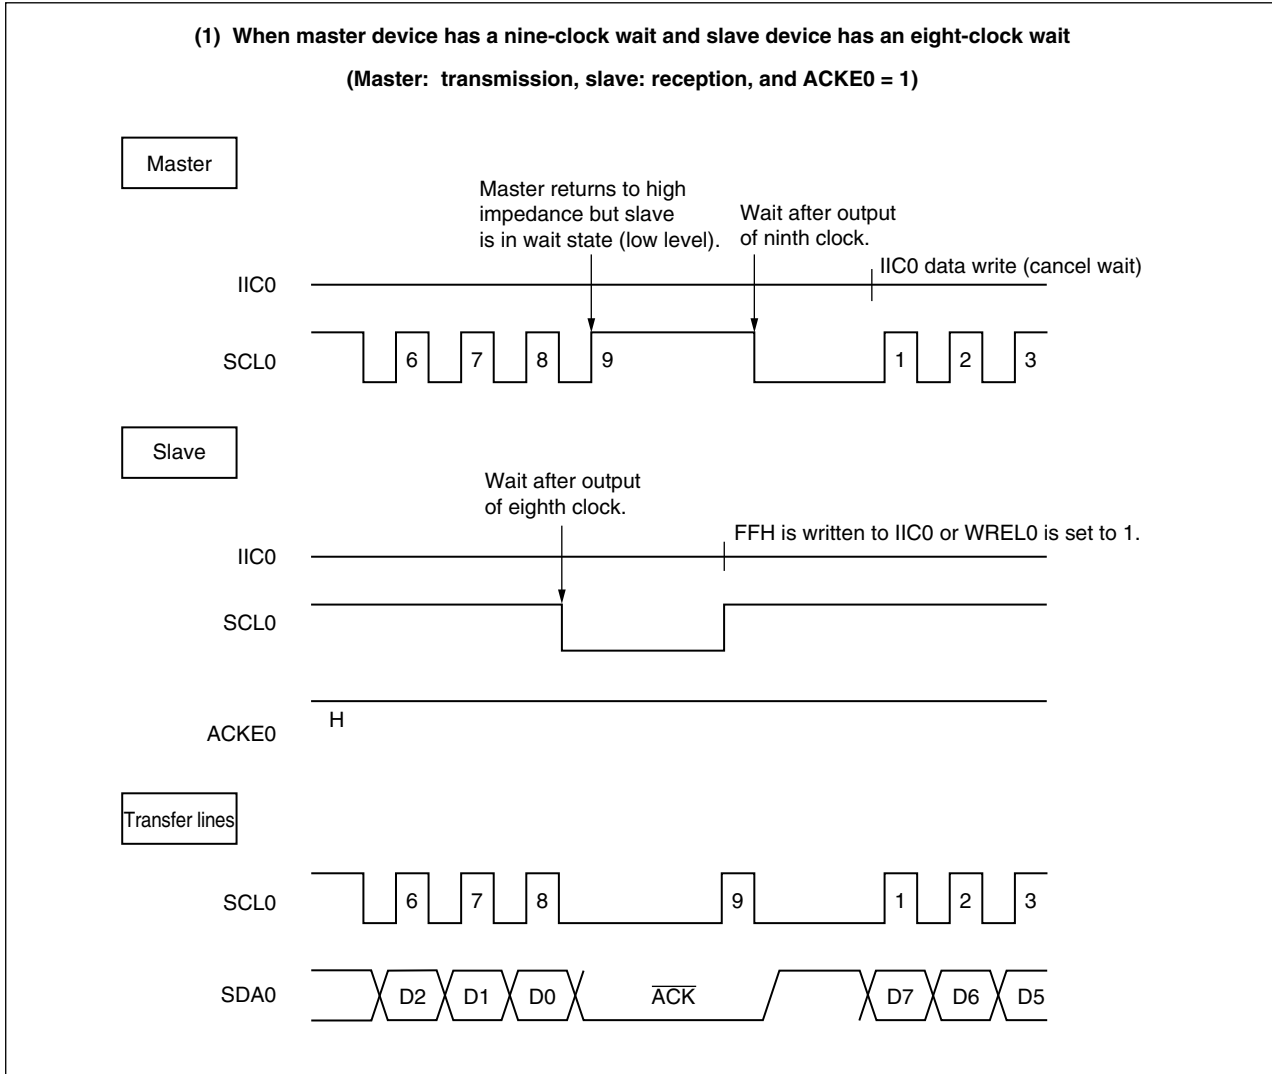 (1) When master device has a nine-clock wait and slave device has an eight-clock wait
(Master: transmission, slave: reception, and ACKE0 = 1)
Master
Master returns to high
impedance but slave
is in wait state (low level).
Wait after output
of ninth clock.
IIC0 data write (cancel wait)
IIC0
SCL0 6 7 8 9 1 2 3
Slave
Wait after output
of eighth clock.
FFH is written to IIC0 or WREL0 is set to 1.
IIC0
SCL0
H
ACKE0
Transfer lines
SCL0 6 7 8 9 1 2 3
SDA0 D2 D1 D0 ACK D7 D6 D5